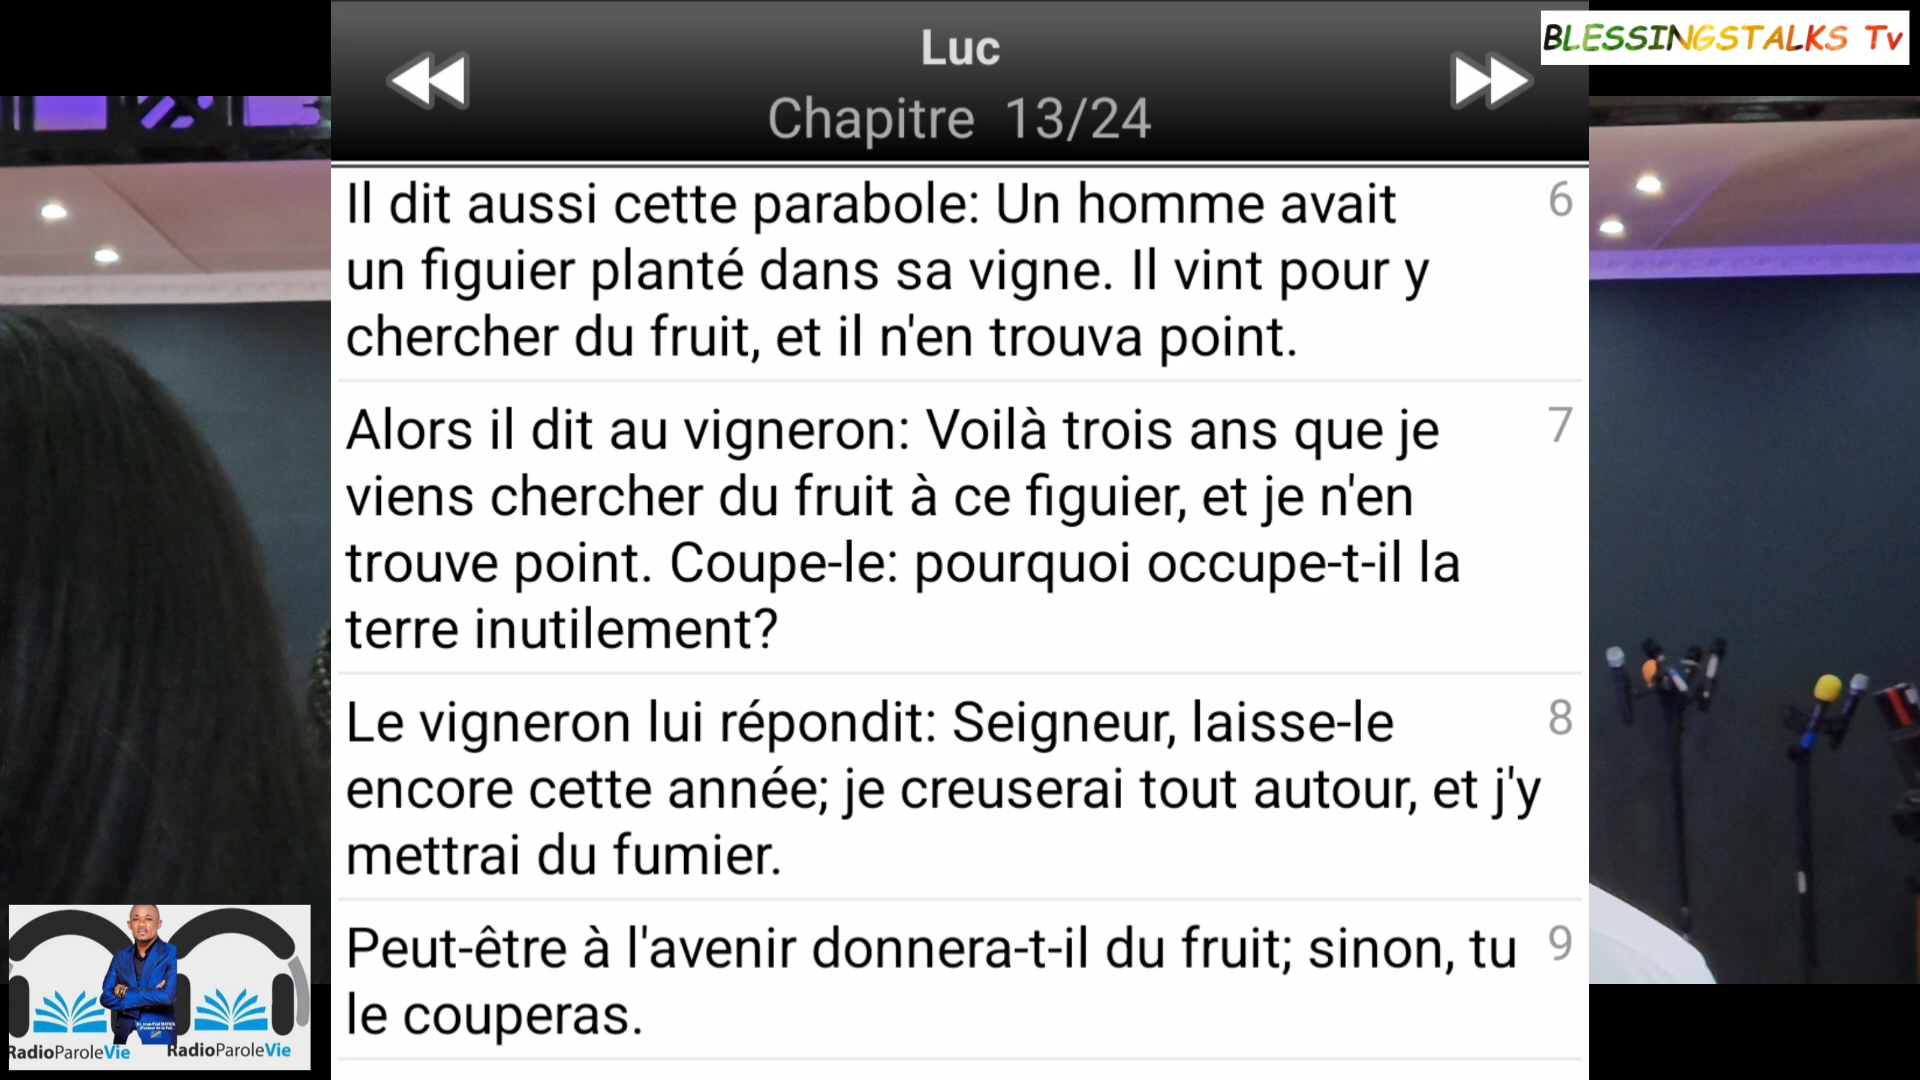 Luc
Chapitre 13/24
BLESSINGSTALKS Tv
Il dit aussi cette parabole: Un homme avait 6
un figuier planté dans sa vigne. Il vint pour y
chercher du fruit, et il n'en trouva point.
Alors il dit au vigneron: Voilà trois ans que je 7
viens chercher du fruit à ce figuier, et je n'en
trouve point. Coupe-le: pourquoi occupe-t-il la
terre inutilement?
Le vigneron lui répondit: Seigneur, laisse-le 8
encore cette année; je creuserai tout autour, et j'y
mettrai du fumier.
Peut-être à l'avenir donnera-t-il du fruit; sinon, tu 9
le couperas.
RadioParoleVie RadioParoleVie